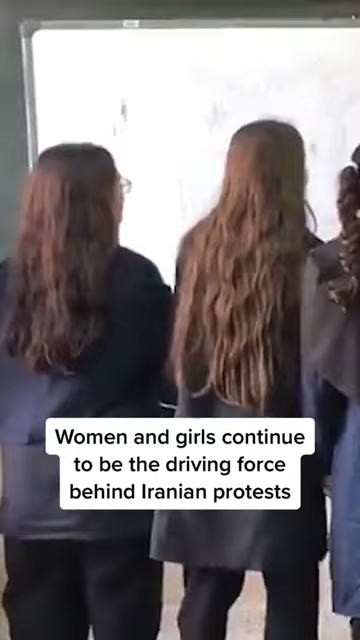 Women and girls continue
to be the driving force
behind Iranian protests